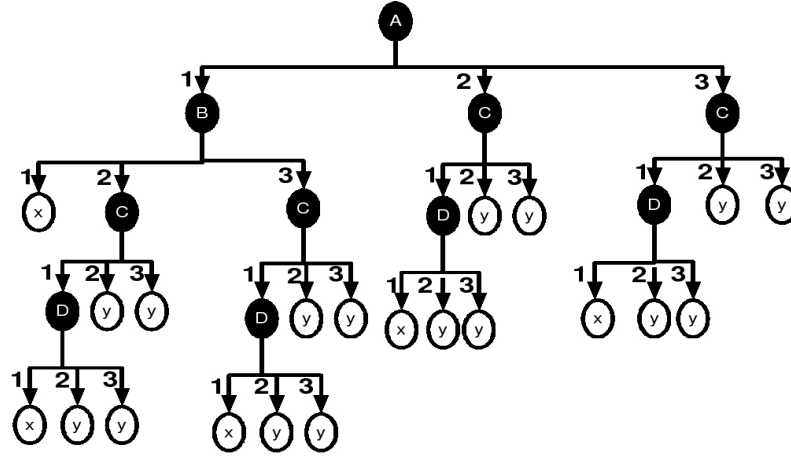 A
1 2 3
B C C
1 2 3 1 2 3 1 2 3
x C C D y y D y y
1 2 3 1 2 3 1 2 3 1 2 3
D y y D y y x y y x y y
1 2 3 1 2 3
x y y x y y